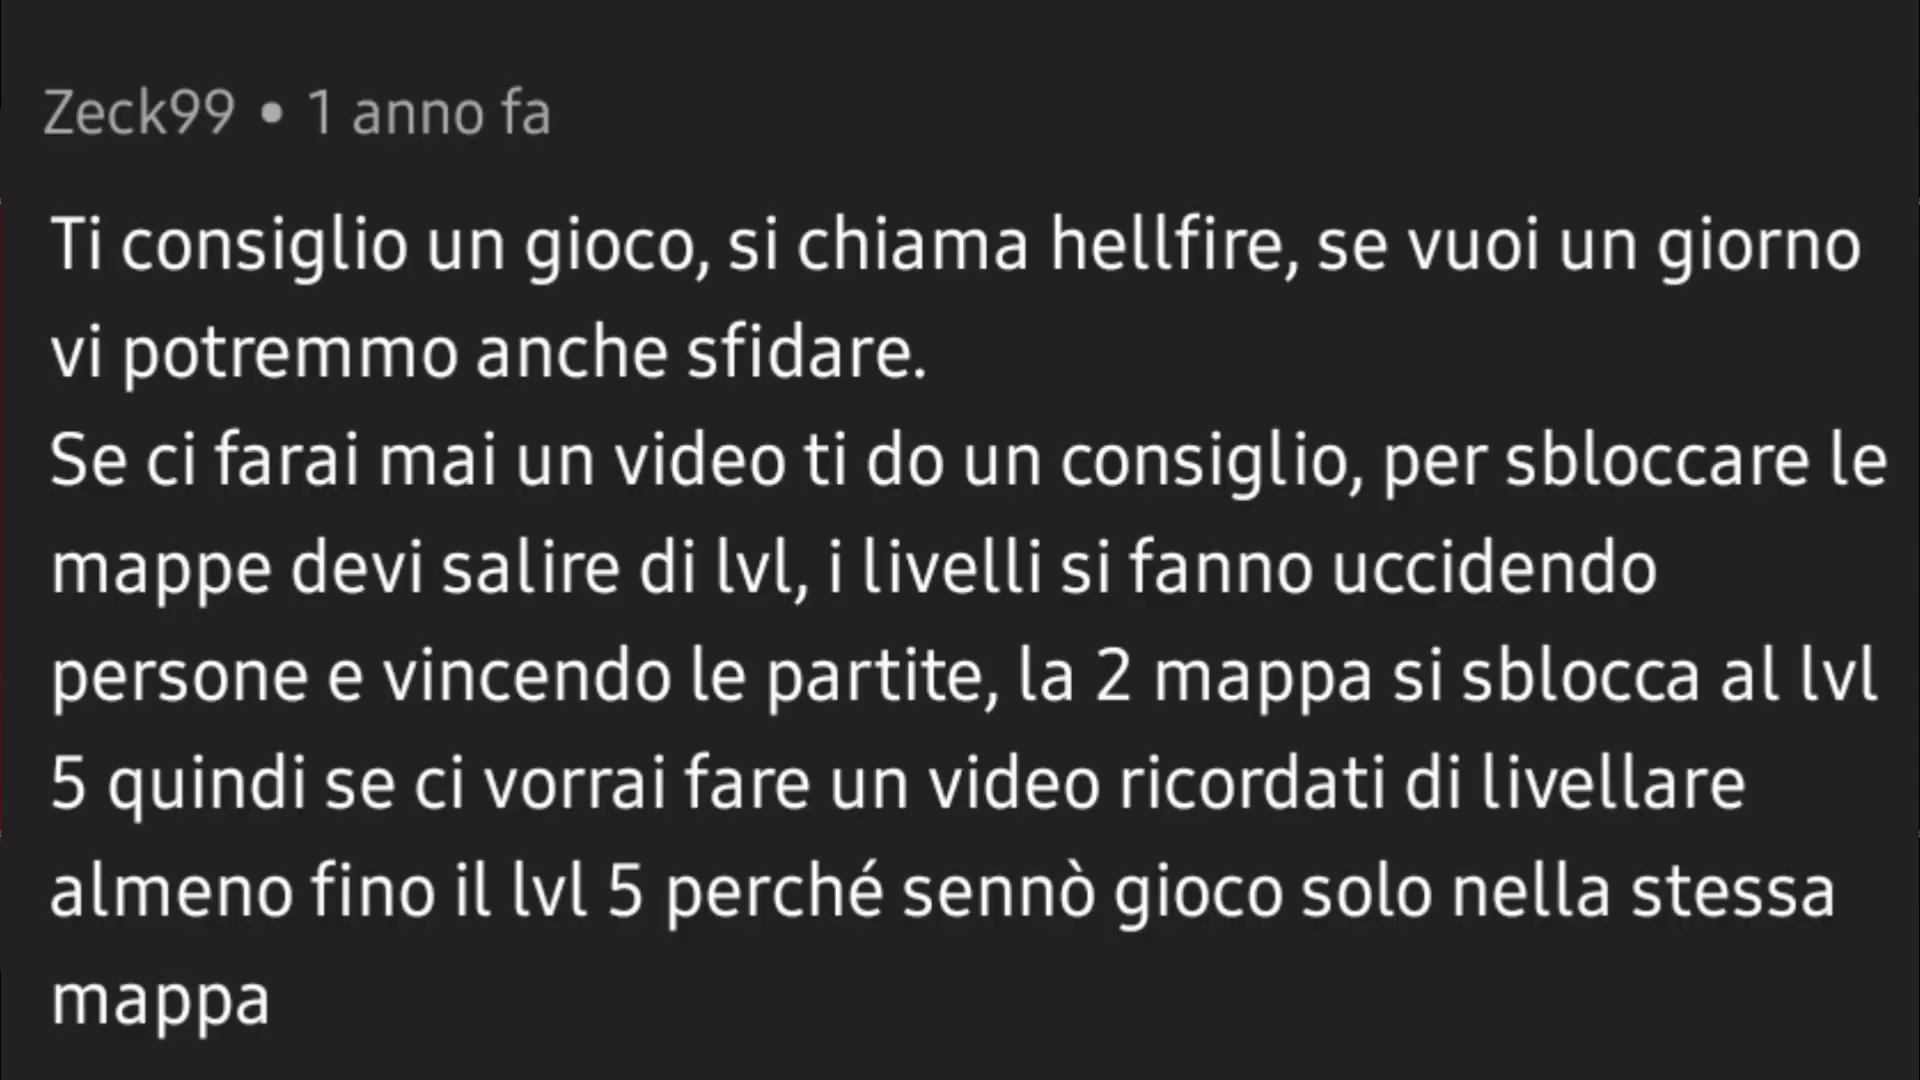 Zeck99 • 1 anno fa
Ti consiglio un gioco, si chiama hellfire, se vuoi un giorno
vi potremmo anche sfidare.
Se ci farai mai un video ti do un consiglio, per sbloccare le
mappe devi salire di lvl, i livelli si fanno uccidendo
persone e vincendo le partite, la 2 mappa si sblocca al lvl
5 quindi se ci vorrai fare un video ricordati di livellare
almeno fino il lvl 5 perché sennò gioco solo nella stessa
mappa